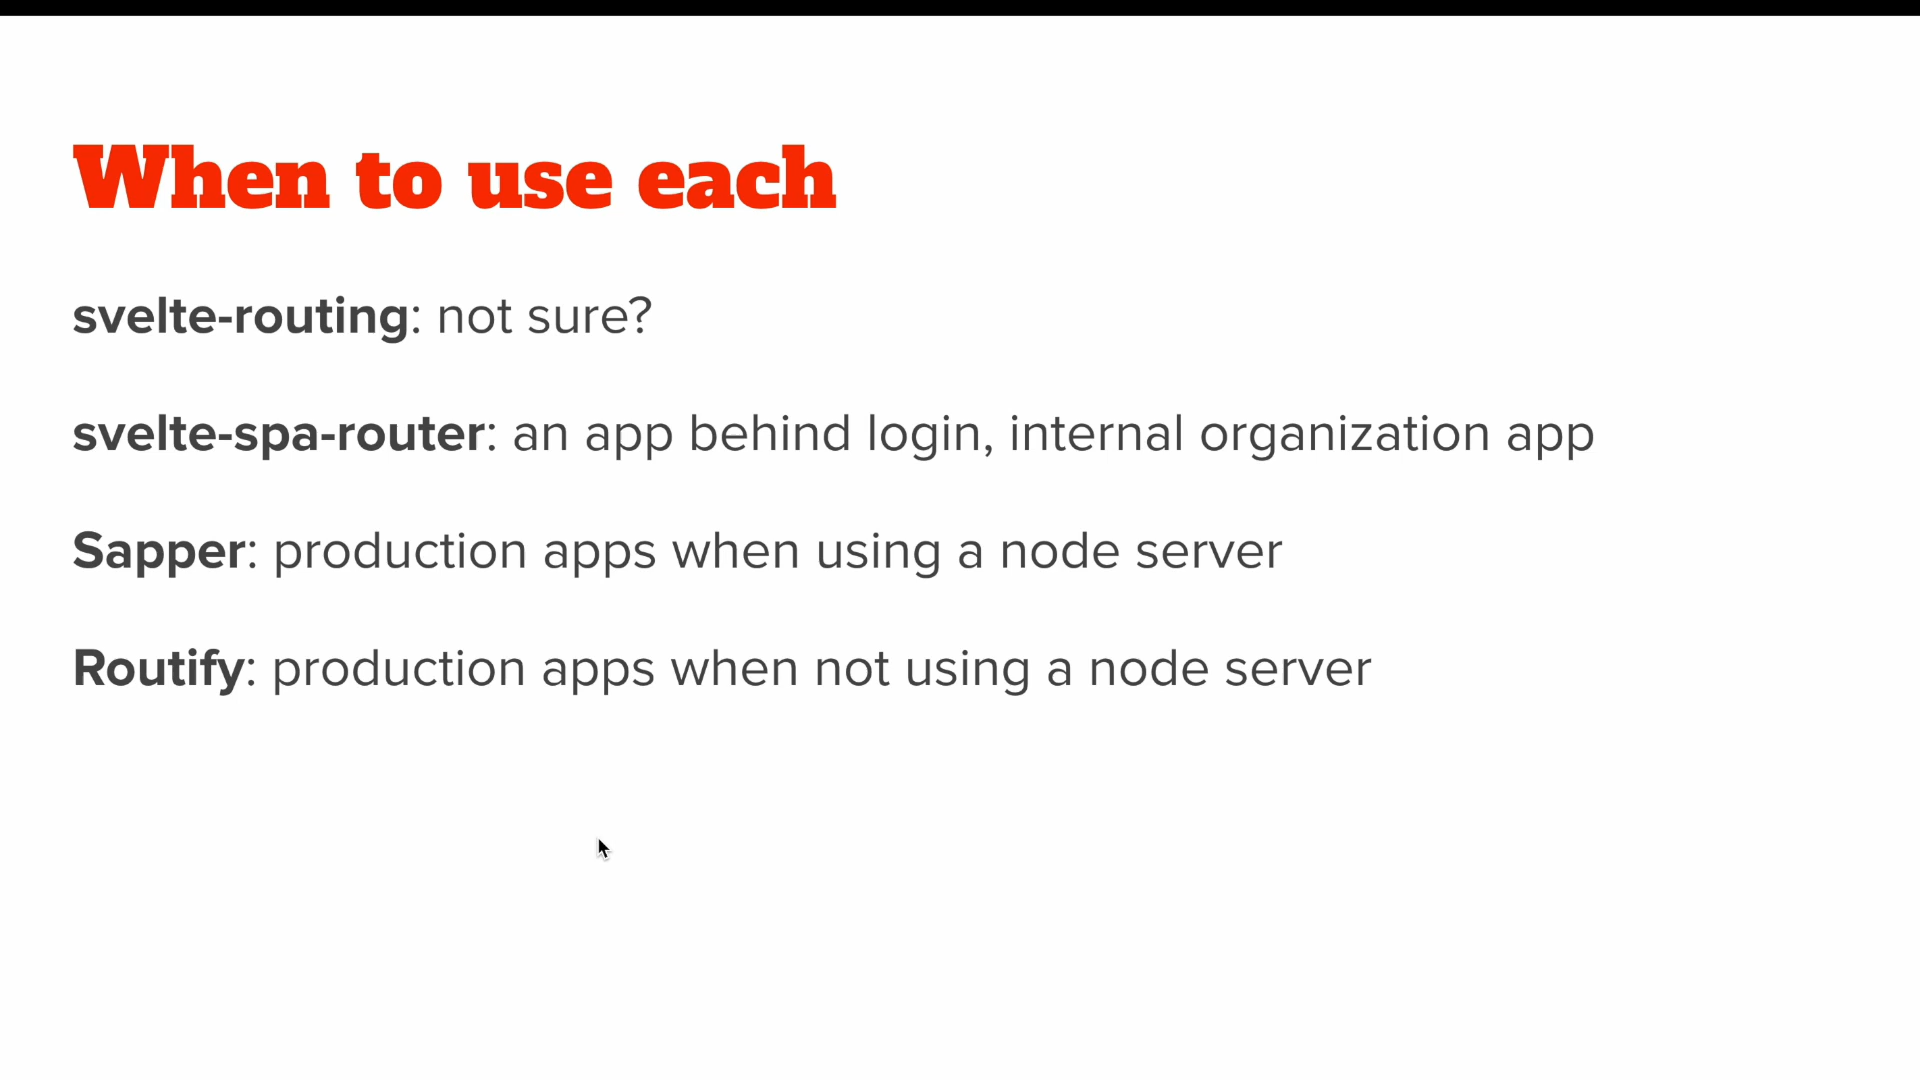 When to use each
svelte-routing: not sure?
svelte-spa-router: an app behind login, internal organization app
Sapper: production apps when using a node server
Routify: production apps when not using a node server